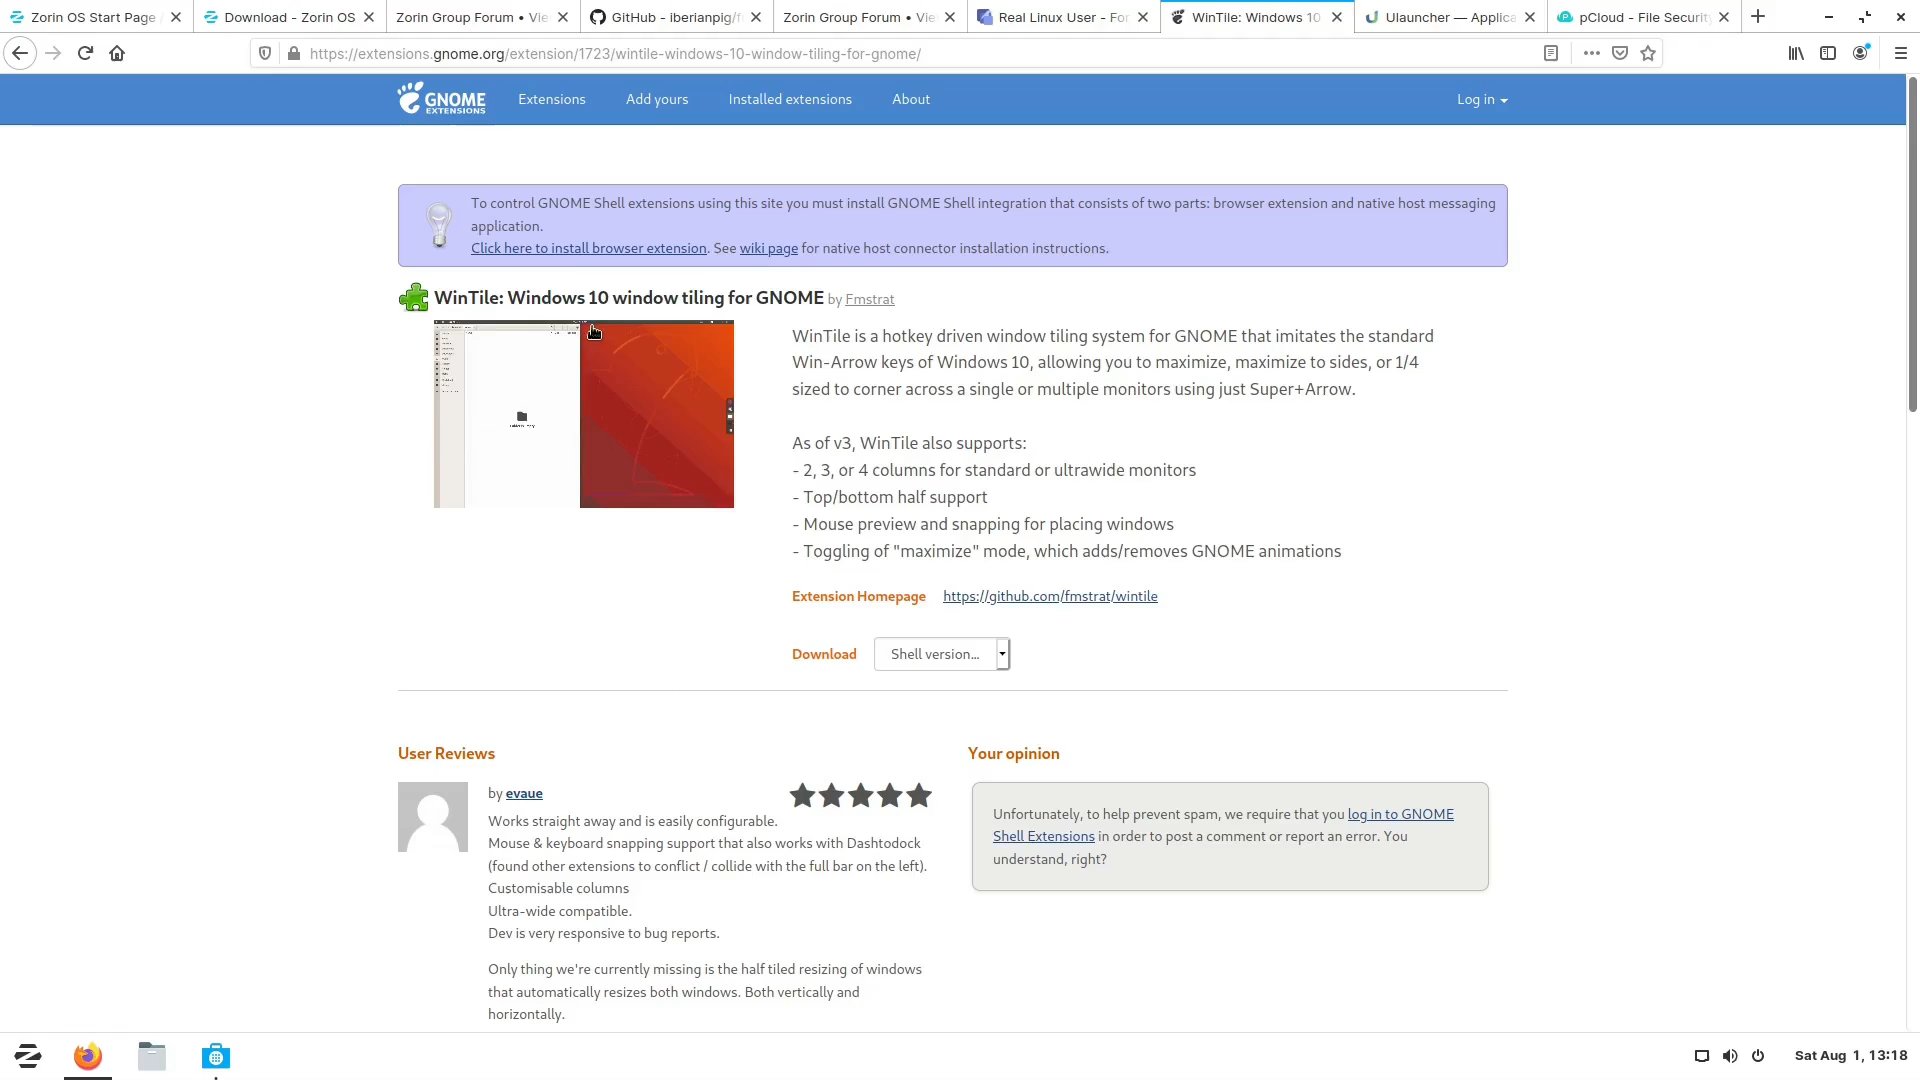 Zorin OS Start Page
Download - Zorin OS
Zorin Group Forum • Vie
GitHub - iberianpig/f
Zorin Group Forum • Vie
Real Linux User - For
WinTile: Windows 10
Ulauncher — Applica
pCloud - File Securit
https://extensions.gnome.org/extension/1723/wintile-windows-10-window-tiling-for-gnome/
GNOME
EXTENSIONS
Extensions
Add yours
Installed extensions
About
Log in
To control GNOME Shell extensions using this site you must install GNOME Shell integration that consists of two parts: browser extension and native host messaging
application.
Click here to install browser extension. See wiki page for native host connector installation instructions.
WinTile: Windows 10 window tiling for GNOME by Fmstrat
WinTile is a hotkey driven window tiling system for GNOME that imitates the standard
Win-Arrow keys of Windows 10, allowing you to maximize, maximize to sides, or 1/4
sized to corner across a single or multiple monitors using just Super+Arrow.
As of v3, WinTile also supports:
- 2, 3, or 4 columns for standard or ultrawide monitors
- Top/bottom half support
- Mouse preview and snapping for placing windows
- Toggling of "maximize" mode, which adds/removes GNOME animations
Extension Homepage https://github.com/fmstrat/wintile
Download Shell version...
User Reviews
by evaue
Works straight away and is easily configurable.
Mouse & keyboard snapping support that also works with Dashtodock
(found other extensions to conflict / collide with the full bar on the left).
Customisable columns
Ultra-wide compatible.
Dev is very responsive to bug reports.
Only thing we're currently missing is the half tiled resizing of windows
that automatically resizes both windows. Both vertically and
horizontally.
Your opinion
Unfortunately, to help prevent spam, we require that you log in to GNOME
Shell Extensions in order to post a comment or report an error. You
understand, right?
Sat Aug 1, 13:18